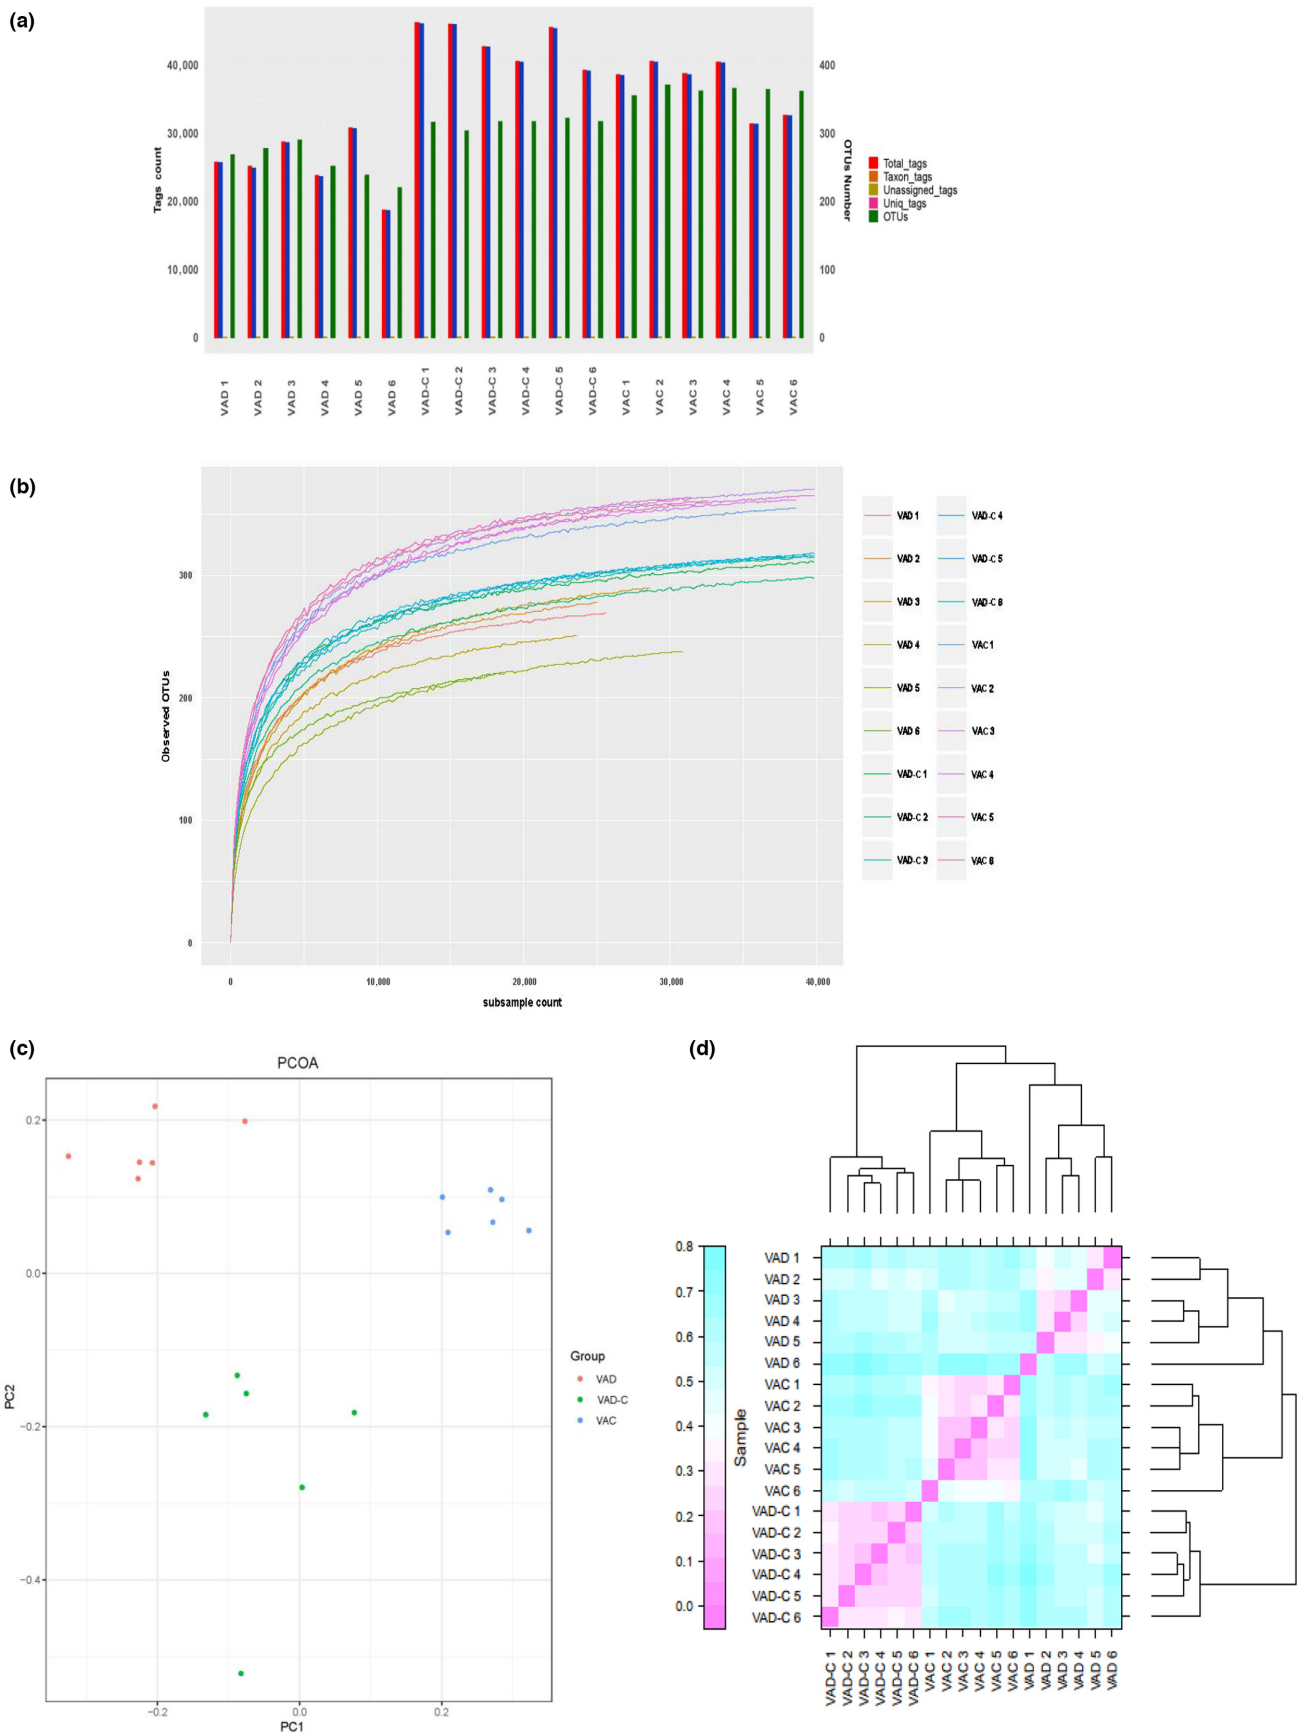 (a)
Tags count
40,000
30,000
20,000
10,000
0
400
300
200
100
0
OTUs Number
Total_tags
Taxon_tags
Unassigned_tags
Uniq_tags
OTUs
VAD 1
VAD 2
VAD 3
VAD 4
VAD 5
VAD 6
VAD-C 1
VAD-C 2
VAD-C 3
VAD-C 4
VAD-C 5
VAD-C 6
VAC 1
VAC 2
VAC 3
VAC 4
VAC 5
VAC 6
(b)
Observed OTUs
300
200
100
0
0
10,000
20,000
30,000
40,000
subsample count
VAD 1
VAD 2
VAD 3
VAD 4
VAD 5
VAD 6
VAD-C 1
VAD-C 2
VAD-C 3
VAD-C 4
VAD-C 5
VAD-C 6
VAC 1
VAC 2
VAC 3
VAC 4
VAC 5
VAC 6
(c)
PCOA
PC2
0.2
0.0
−0.2
−0.4
−0.2
0.0
0.2
PC1
Group
VAD
VAD-C
VAC
(d)
0.8
0.7
0.6
0.5
0.4
0.3
0.2
0.1
0.0
Sample
VAD 1
VAD 2
VAD 3
VAD 4
VAD 5
VAD 6
VAC 1
VAC 2
VAC 3
VAC 4
VAC 5
VAC 6
VAD-C 1
VAD-C 2
VAD-C 3
VAD-C 4
VAD-C 5
VAD-C 6
VAD-C 1
VAD-C 2
VAD-C 3
VAD-C 4
VAD-C 5
VAD-C 6
VAC 1
VAC 2
VAC 3
VAC 4
VAC 5
VAC 6
VAD 1
VAD 2
VAD 3
VAD 4
VAD 5
VAD 6